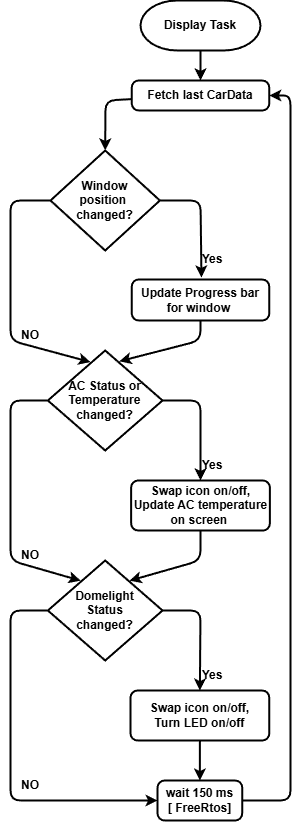 Display Task
Fetch last CarData
Window
position
changed?
Yes
Update Progress bar
for window
NO
AC Status or
Temperature
changed?
Yes
Swap icon on/off,
Update AC temperature
on screen
NO
Domelight
Status
changed?
Yes
Swap icon on/off,
Turn LED on/off
NO
wait 150 ms
[ FreeRtos]